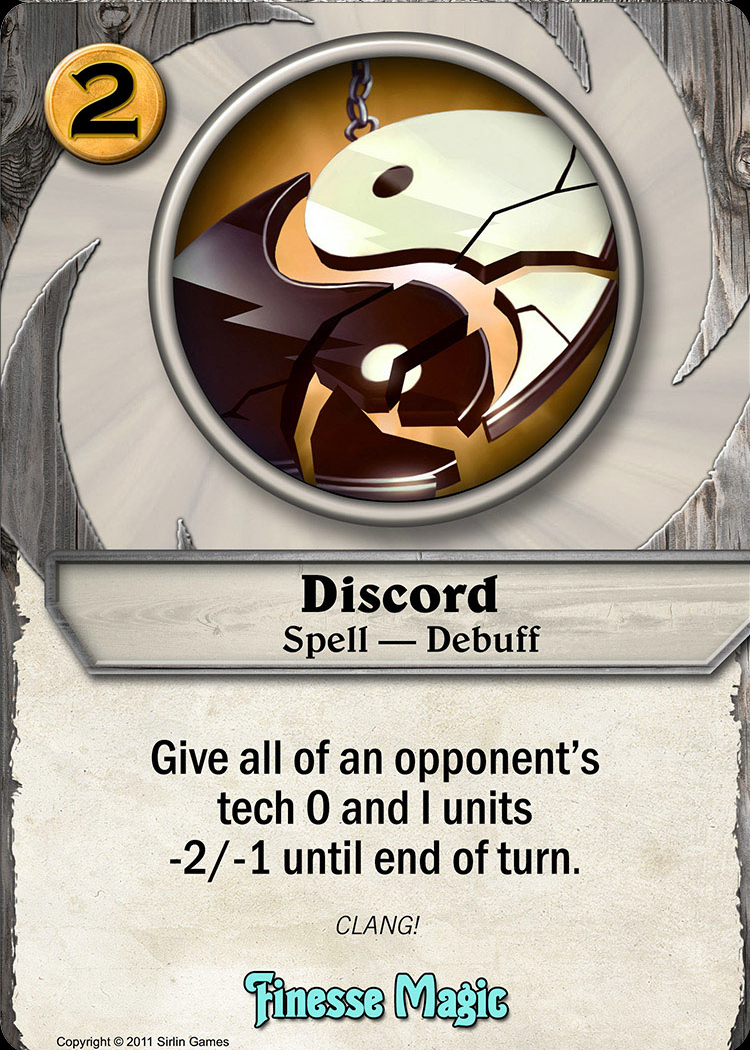 2
Discord
Spell — Debuff
Give all of an opponent's
tech 0 and I units
-2/-1 until end of turn.
CLANG!
Finesse Magic
Copyright © 2011 Sirlin Games